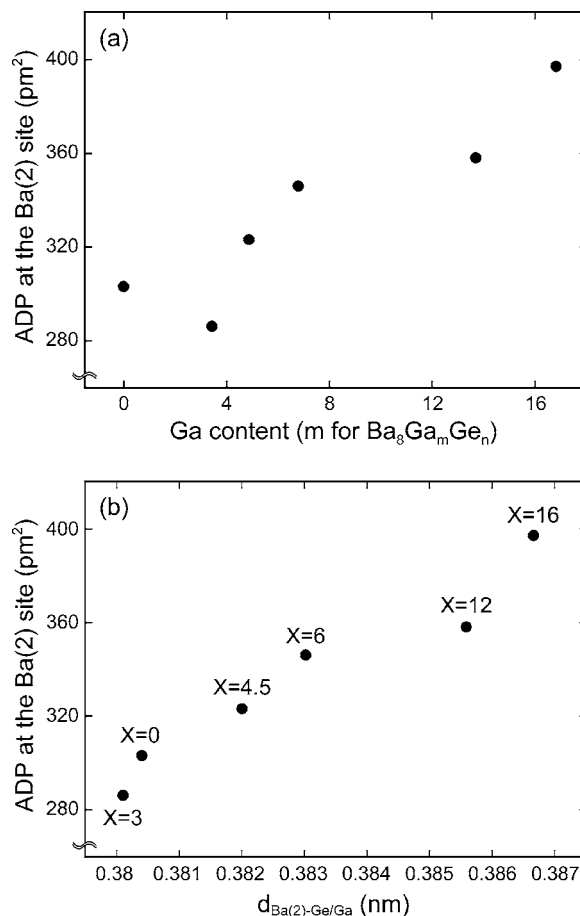 (a)
ADP at the Ba(2) site (pm²)
400
360
320
280
0 4 8 12 16
Ga content (m for Ba₈GaₘGeₙ)
(b)
ADP at the Ba(2) site (pm²)
400
360
320
280
X=16
X=12
X=6
X=4.5
X=0
X=3
0.38 0.381 0.382 0.383 0.384 0.385 0.386 0.387
d_Ba(2)-Ge/Ga (nm)